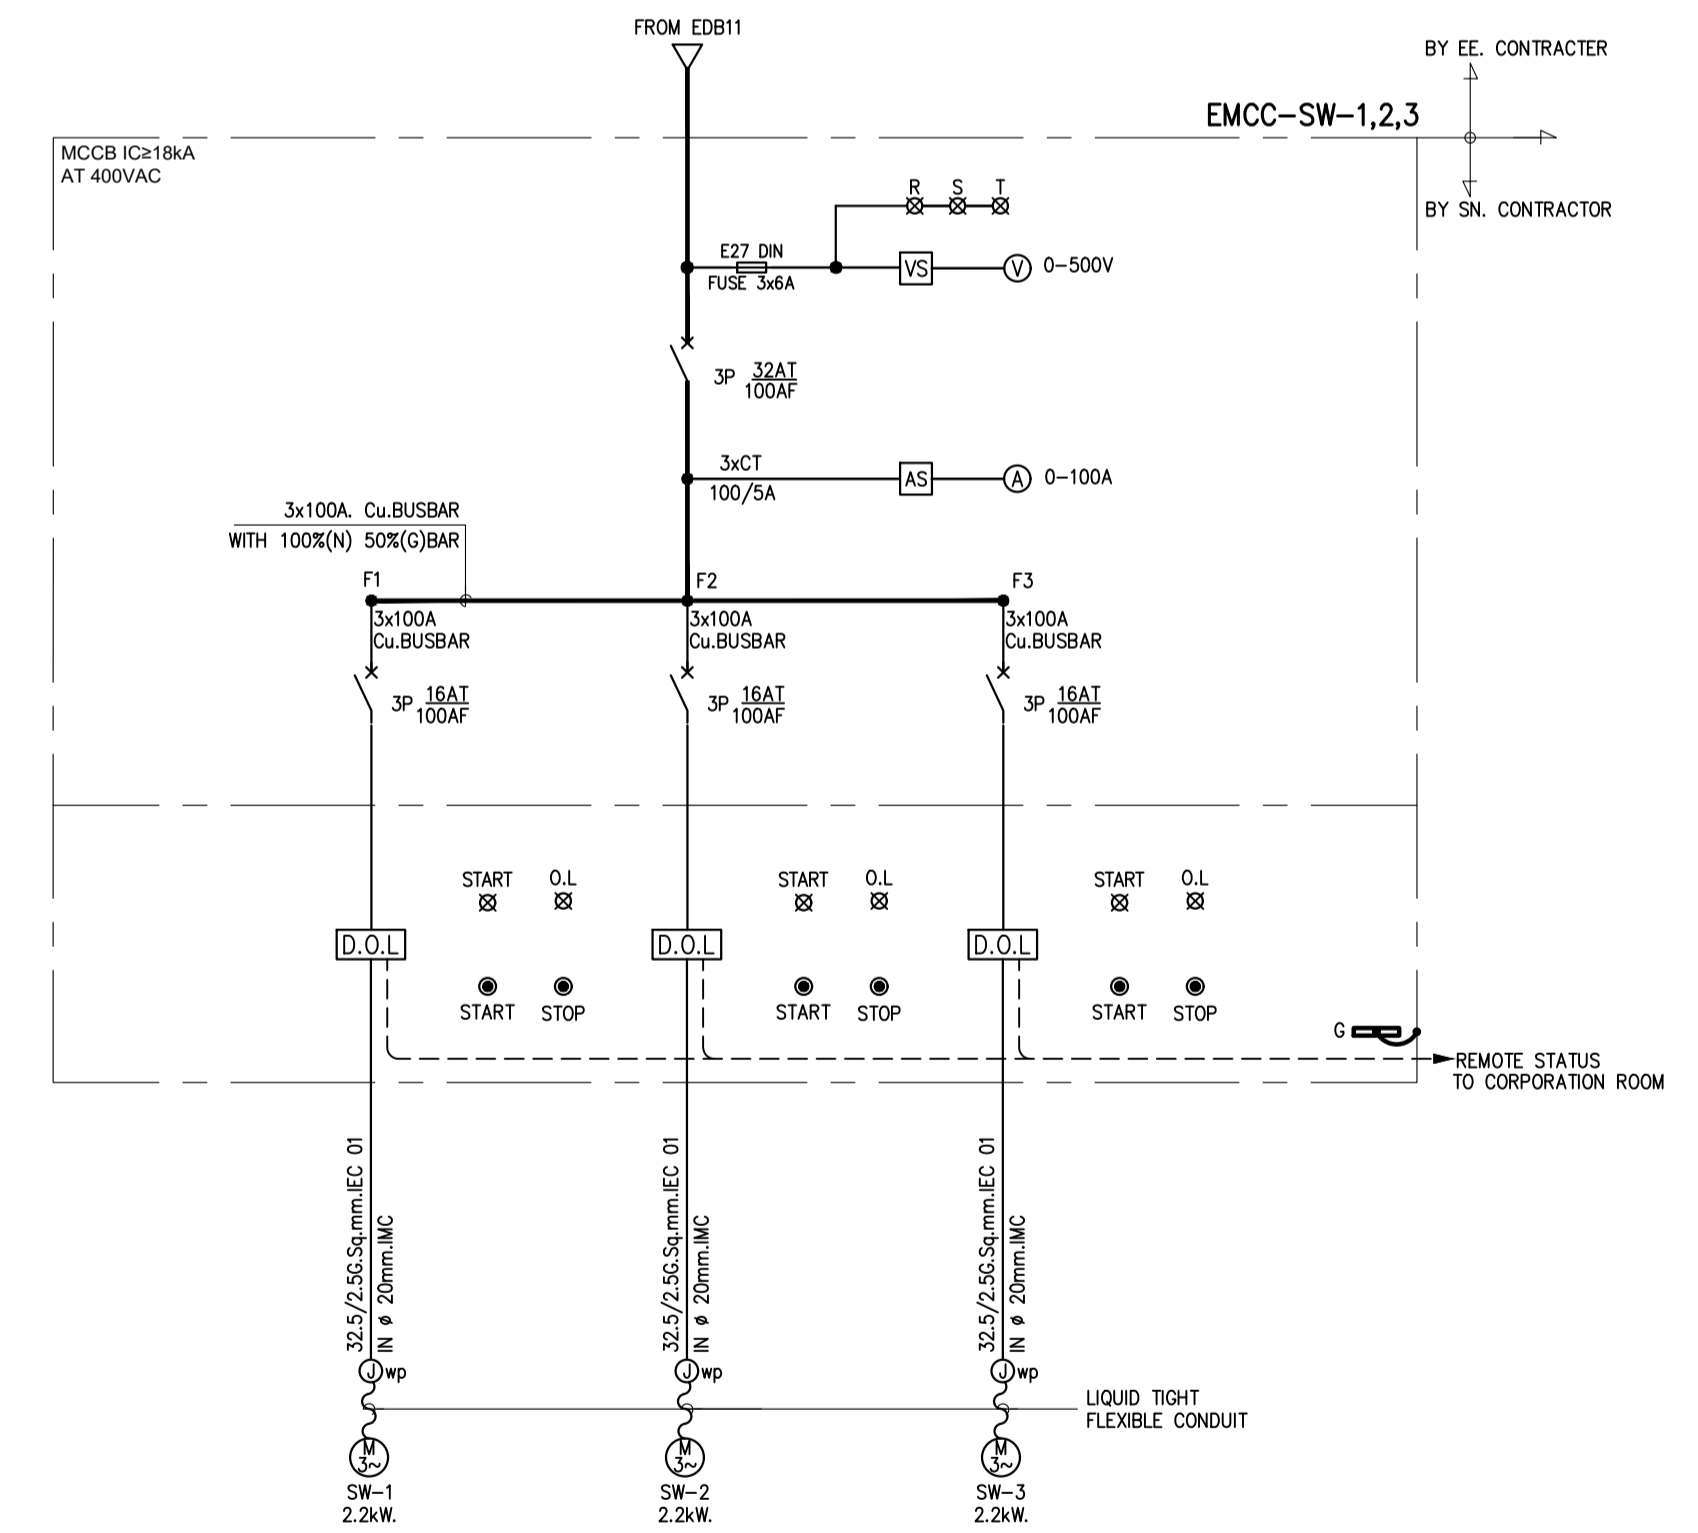 FROM EDB11
BY EE. CONTRACTER
EMCC-SW-1,2,3
MCCB IC≥18kA
AT 400VAC
BY SN. CONTRACTOR
R S T
E27 DIN
FUSE 3x6A
VS
V
0-500V
3P 32AT
100AF
3xCT
100/5A
AS
A
0-100A
3x100A. Cu.BUSBAR
WITH 100%(N) 50%(G)BAR
F1
F2
F3
3x100A
Cu.BUSBAR
3x100A
Cu.BUSBAR
3x100A
Cu.BUSBAR
3P 16AT
100AF
3P 16AT
100AF
3P 16AT
100AF
START O.L
START O.L
START O.L
D.O.L
D.O.L
D.O.L
START STOP
START STOP
START STOP
G
REMOTE STATUS
TO CORPORATION ROOM
32.5/2.5G.Sq.mm.IEC 01
IN ø 20mm.IMC
32.5/2.5G.Sq.mm.IEC 01
IN ø 20mm.IMC
32.5/2.5G.Sq.mm.IEC 01
IN ø 20mm.IMC
J wp
J wp
J wp
LIQUID TIGHT
FLEXIBLE CONDUIT
M
3~
M
3~
M
3~
SW-1
2.2kW.
SW-2
2.2kW.
SW-3
2.2kW.